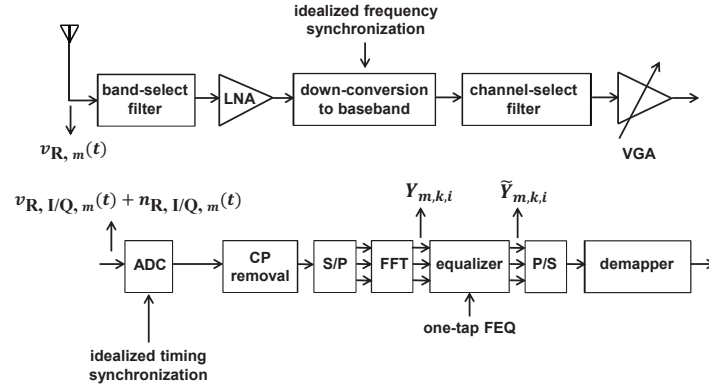 idealized frequency
synchronization
band-select
filter
LNA
down-conversion
to baseband
channel-select
filter
VGA
v_{R, m}(t)
v_{R, I/Q, m}(t) + n_{R, I/Q, m}(t)
Y_{m,k,i}
Ỹ_{m,k,i}
ADC
CP
removal
S/P
FFT
equalizer
P/S
demapper
one-tap FEQ
idealized timing
synchronization